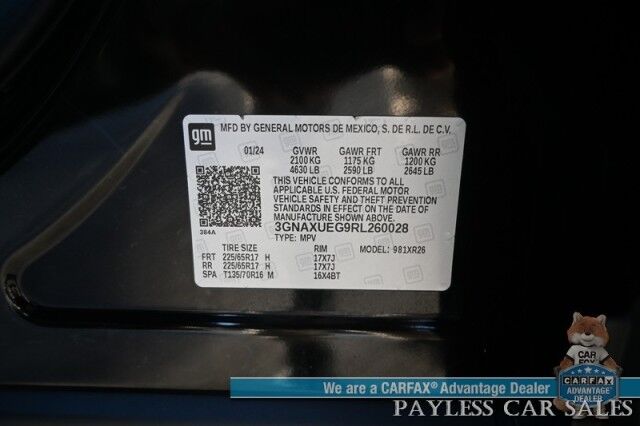 gm
MFD BY GENERAL MOTORS DE MEXICO, S. DE R.L. DE C.V.
01/24 GVWR GAWR FRT GAWR RR
2100 KG 1175 KG 1200 KG
4630 LB 2590 LB 2645 LB
THIS VEHICLE CONFORMS TO ALL
APPLICABLE U.S. FEDERAL MOTOR
VEHICLE SAFETY AND THEFT PREVENTION
STANDARDS IN EFFECT ON THE DATE
OF MANUFACTURE SHOWN ABOVE.
384A
3GNAXUEG9RL260028
TYPE: MPV MODEL: 981XR26
TIRE SIZE RIM
FRT 225/65R17 H 17X7J
RR 225/65R17 H 17X7J
SPA T135/70R16 M 16X4BT
CAR
FOX
CARFAX
ADVANTAGE
DEALER
We are a CARFAX® Advantage Dealer
PAYLESS CAR SALES